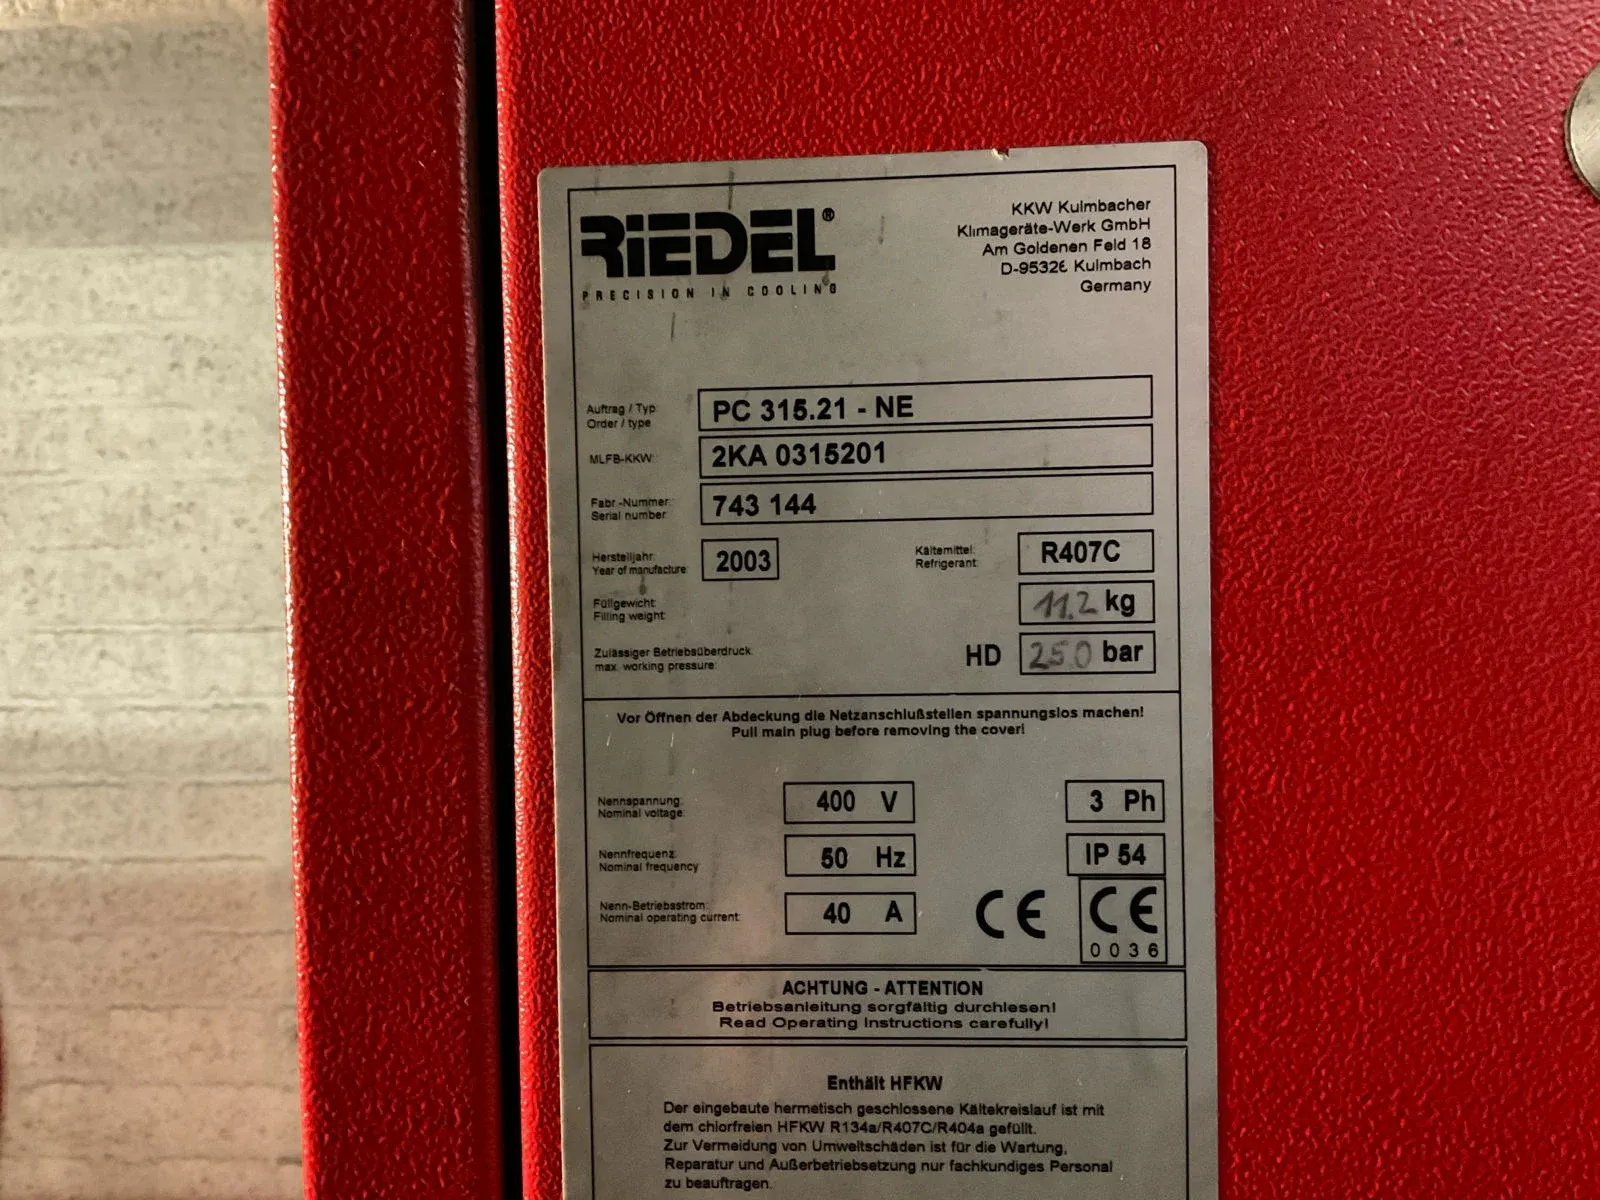 RIEDEL®
PRECISION IN COOLING
KKW Kulmbacher
Klimageräte-Werk GmbH
Am Goldenen Feld 18
D-95326 Kulmbach
Germany
Auftrag / Typ: PC 315.21 - NE
Order / type
MLFB-KKW: 2KA 0315201
Fabr.-Nummer: 743 144
Serial number:
Herstelljahr: 2003
Year of manufacture:
Kältemittel: R407C
Refrigerant:
Füllgewicht: 11.2 kg
Filling weight:
Zulässiger Betriebsüberdruck: HD 25.0 bar
max. working pressure:
Vor Öffnen der Abdeckung die Netzanschlußstellen spannungslos machen!
Pull main plug before removing the cover!
Nennspannung: 400 V 3 Ph
Nominal voltage:
Nennfrequenz: 50 Hz IP 54
Nominal frequency
Nenn-Betriebsstrom: 40 A CE CE
Nominal operating current: 0036
ACHTUNG - ATTENTION
Betriebsanleitung sorgfältig durchlesen!
Read Operating Instructions carefully!
Enthält HFKW
Der eingebaute hermetisch geschlossene Kältekreislauf ist mit
dem chlorfreien HFKW R134a/R407C/R404a gefüllt.
Zur Vermeidung von Umweltschäden ist für die Wartung,
Reparatur und Außerbetriebsetzung nur fachkundiges Personal
zu beauftragen.